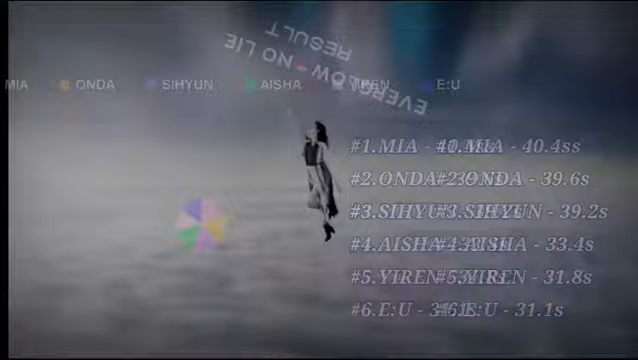 EVERGLOW - NO LIE
RESULT
MIA ONDA SIHYUN AISHA YIREN E:U
#1.MIA - 40.4s
#2.ONDA - 39.6s
#3.SIHYUN - 39.2s
#4.AISHA - 33.4s
#5.YIREN - 31.8s
#6.E:U - 31.1s